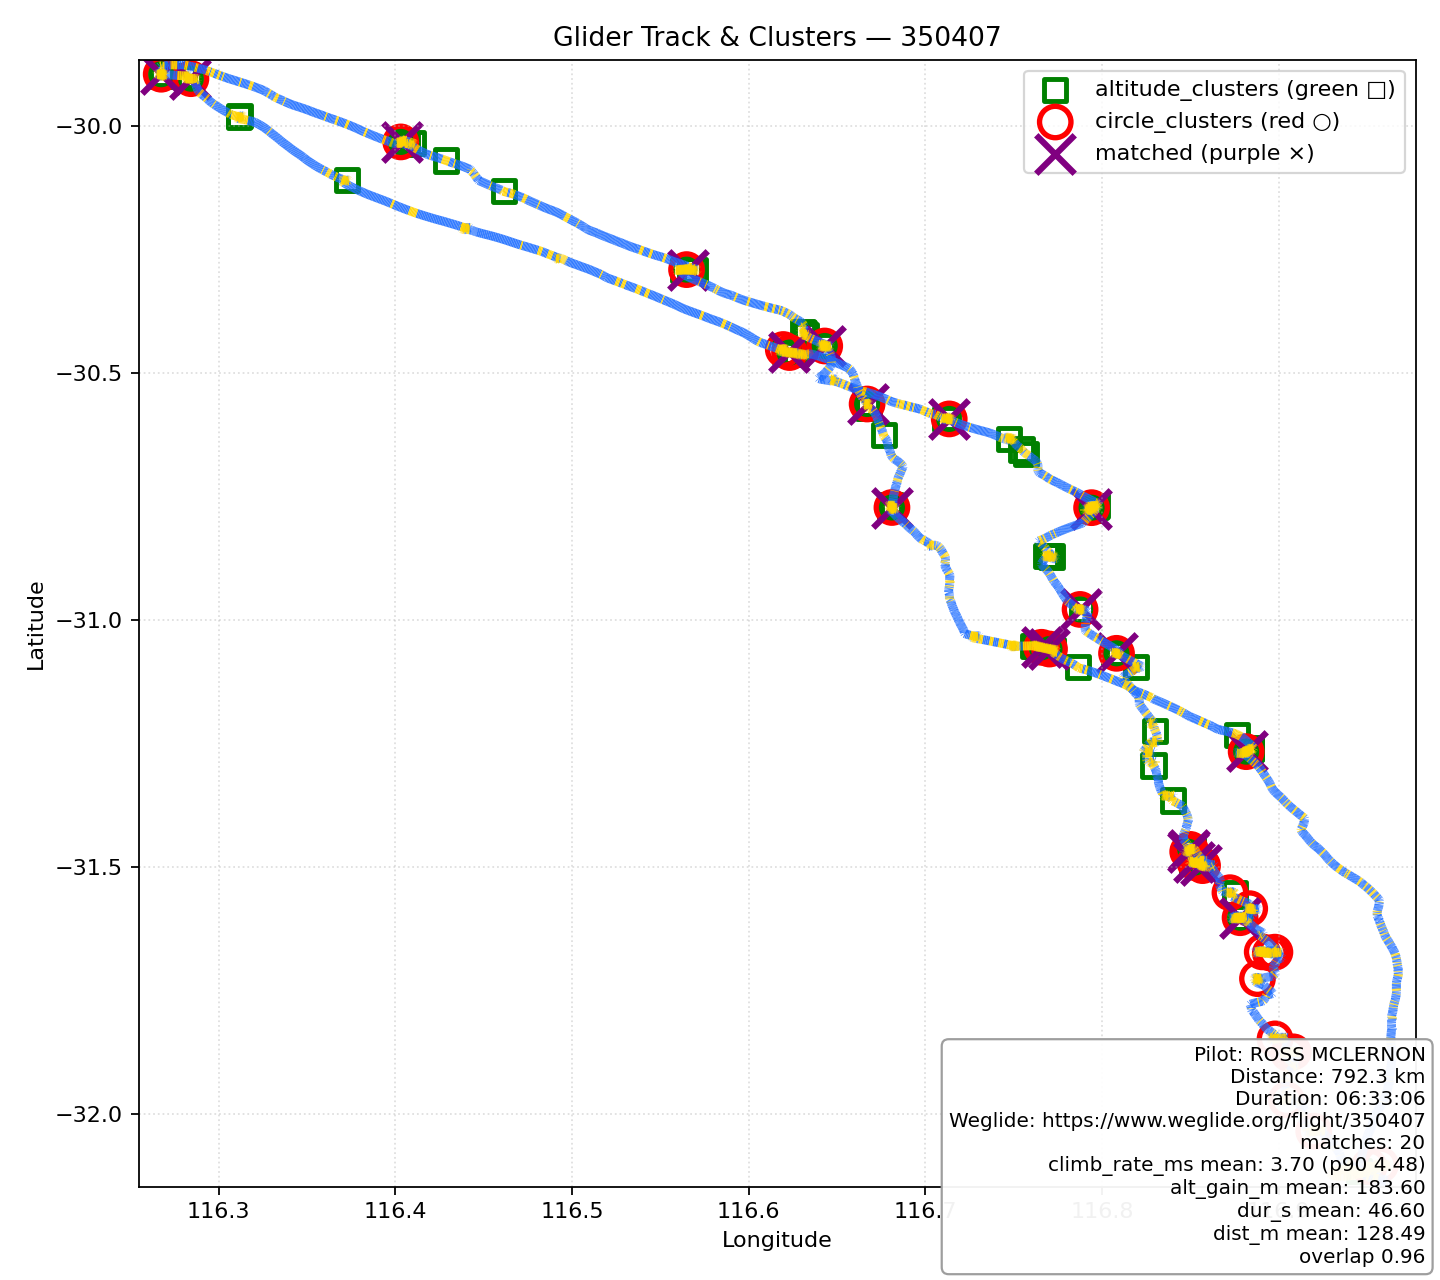 Glider Track & Clusters — 350407
altitude_clusters (green □)
circle_clusters (red ○)
matched (purple ×)
Latitude
−30.0
−30.5
−31.0
−31.5
−32.0
116.3
116.4
116.5
116.6
116.7
116.8
Longitude
Pilot: ROSS MCLERNON
Distance: 792.3 km
Duration: 06:33:06
Weglide: https://www.weglide.org/flight/350407
matches: 20
climb_rate_ms mean: 3.70 (p90 4.48)
alt_gain_m mean: 183.60
dur_s mean: 46.60
dist_m mean: 128.49
overlap 0.96